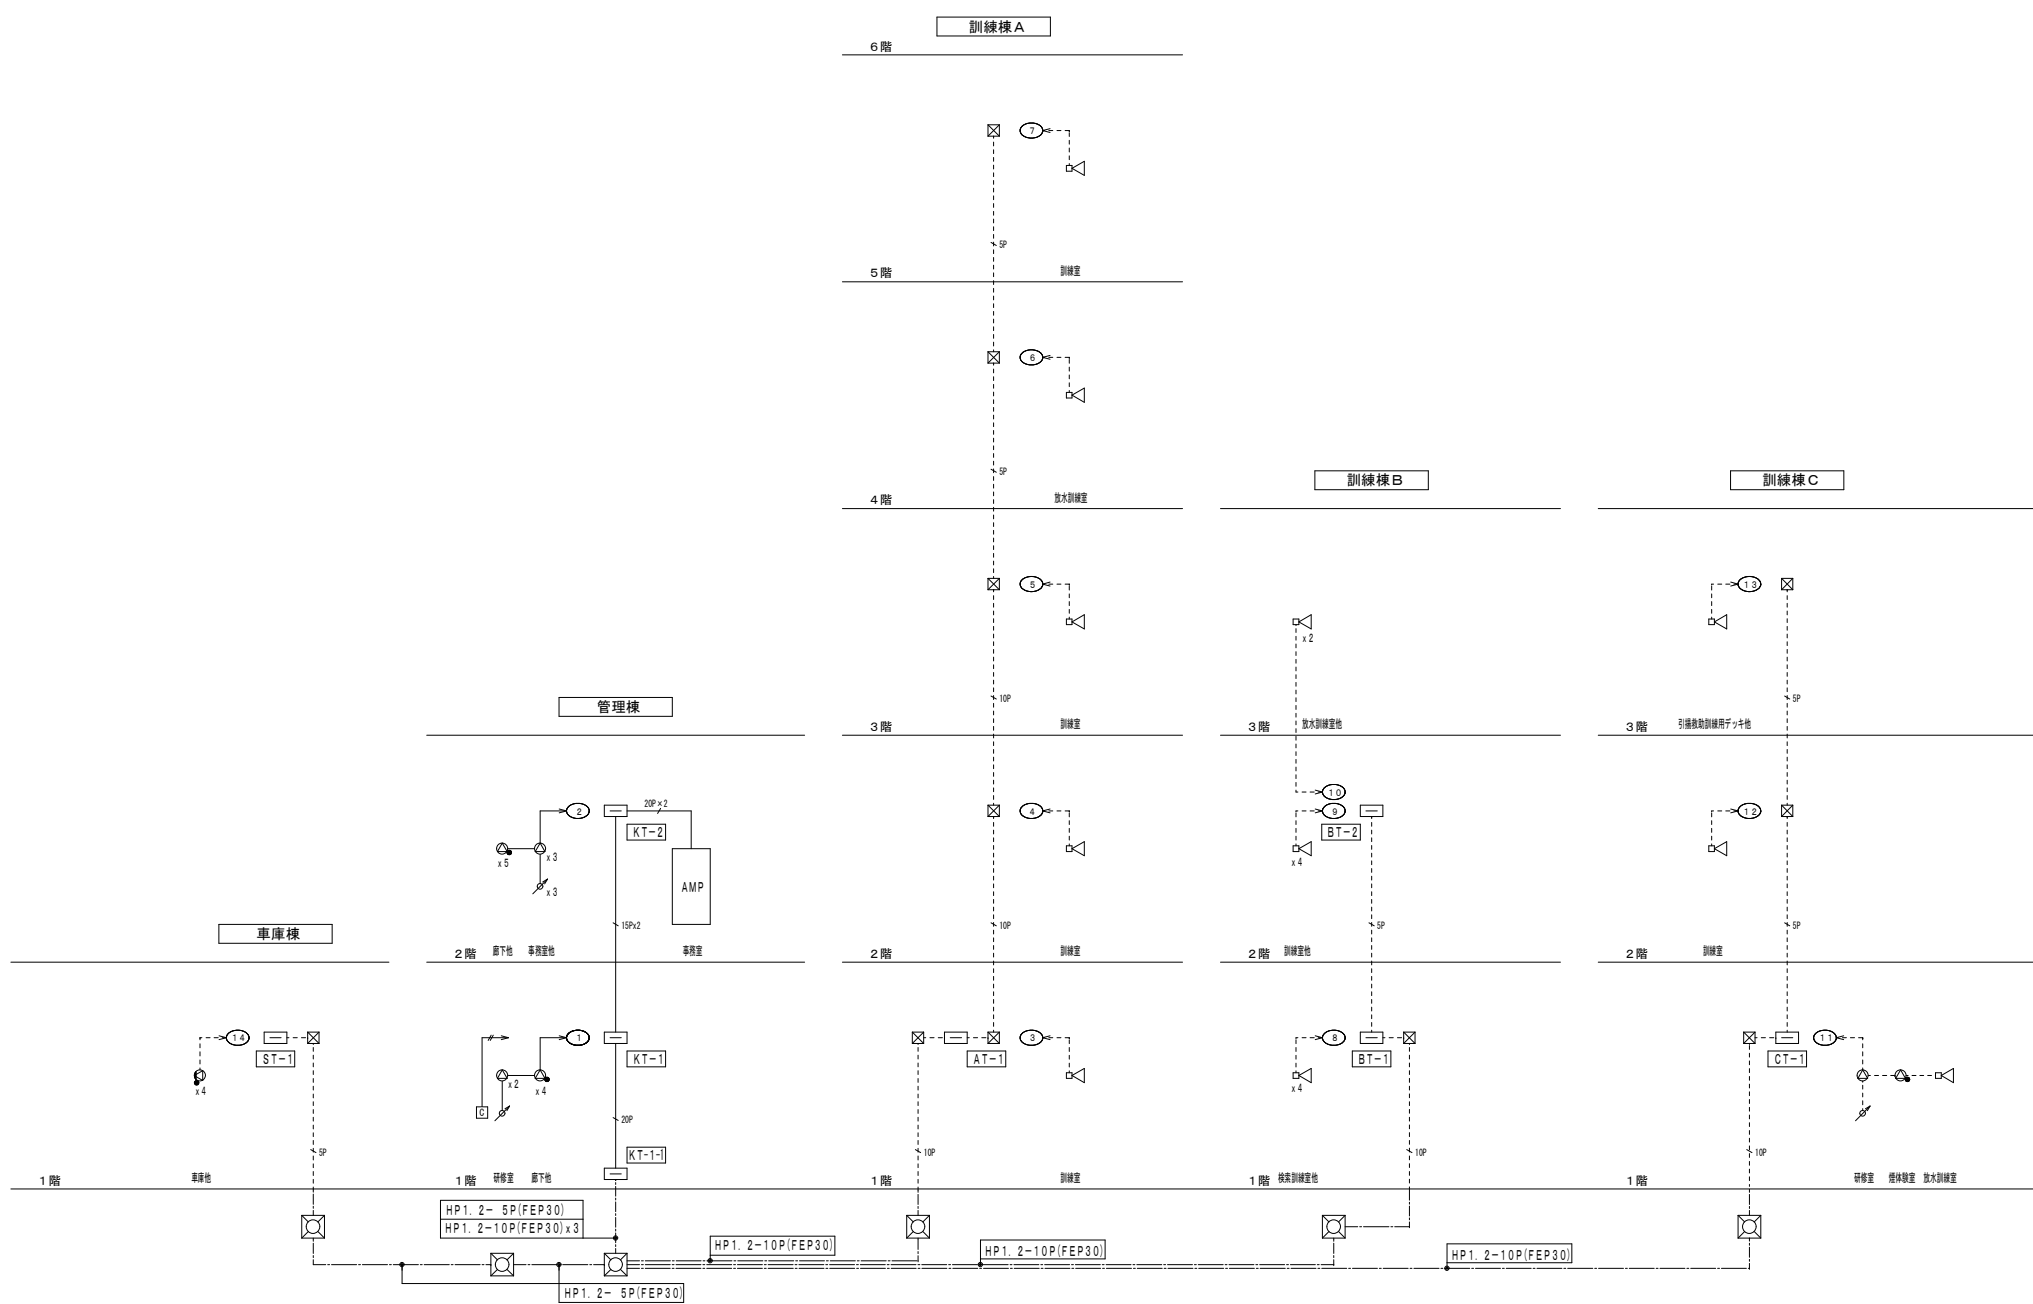 訓練棟A
6階
7
5P
5階 訓練室
6
5P
4階 放水訓練室
訓練棟B
訓練棟C
5
13
x2
10P
5P
管理棟
3階 訓練室
3階 放水訓練室他
3階 引揚救助訓練用デッキ他
10
2
20P×2
4
9
12
KT-2
BT-2
x5
x3
x4
x3
AMP
15Px2
10P
5P
5P
車庫棟
2階 廊下他 事務室他 事務室
2階 訓練室
2階 訓練室他
2階 訓練室
14
1
3
8
11
ST-1
KT-1
AT-1
BT-1
CT-1
x4
x2
x4
x4
C
20P
5P
KT-1-1
10P
10P
10P
1階 車庫他
1階 研修室 廊下他
1階 訓練室
1階 検索訓練室他
1階 研修室 煙体験室 放水訓練室
HP1.2- 5P(FEP30)
HP1.2-10P(FEP30)x3
HP1.2-10P(FEP30)
HP1.2-10P(FEP30)
HP1.2-10P(FEP30)
HP1.2- 5P(FEP30)